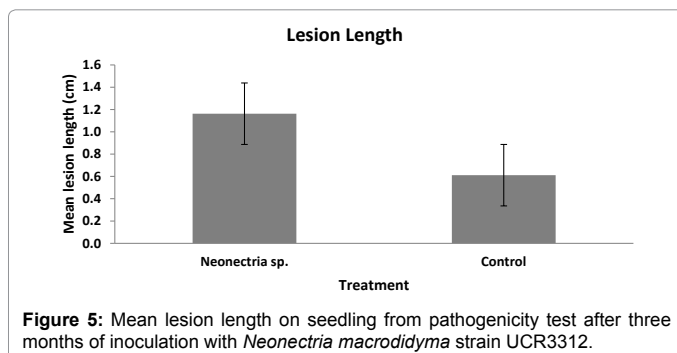 Lesion Length
Mean lesion length (cm)
1.6
1.4
1.2
1.0
0.8
0.6
0.4
0.2
0.0
Neonectria sp.
Control
Treatment
Figure 5: Mean lesion length on seedling from pathogenicity test after three
months of inoculation with Neonectria macrodidyma strain UCR3312.